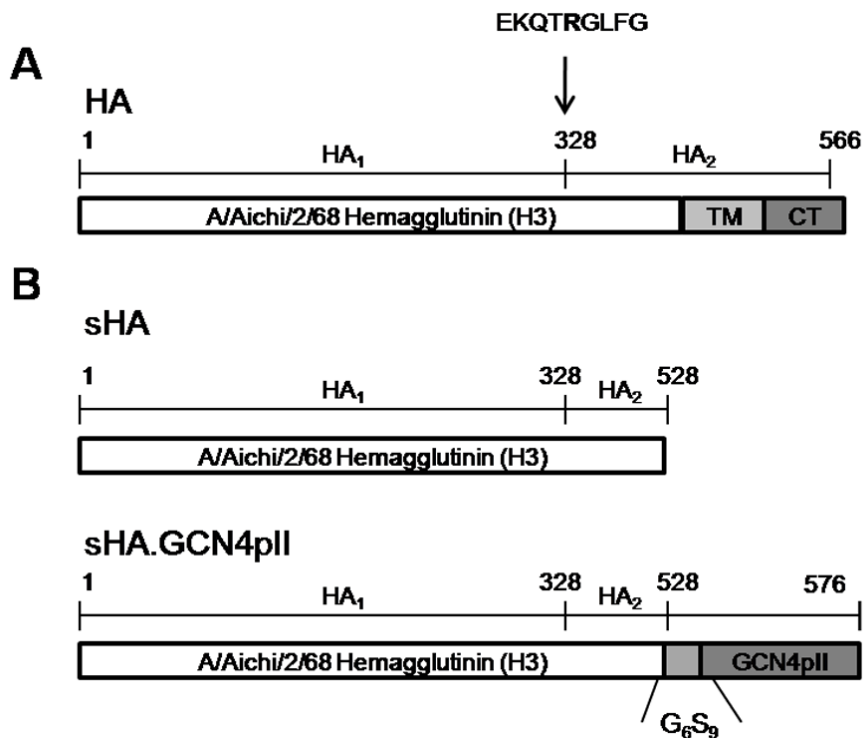 EKQTRGLFG
A
HA
1 328 566
HA₁ HA₂
A/Aichi/2/68 Hemagglutinin (H3) TM CT
B
sHA
1 328 528
HA₁ HA₂
A/Aichi/2/68 Hemagglutinin (H3)
sHA.GCN4pII
1 328 528 576
HA₁ HA₂
A/Aichi/2/68 Hemagglutinin (H3) GCN4pII
G₆S₉